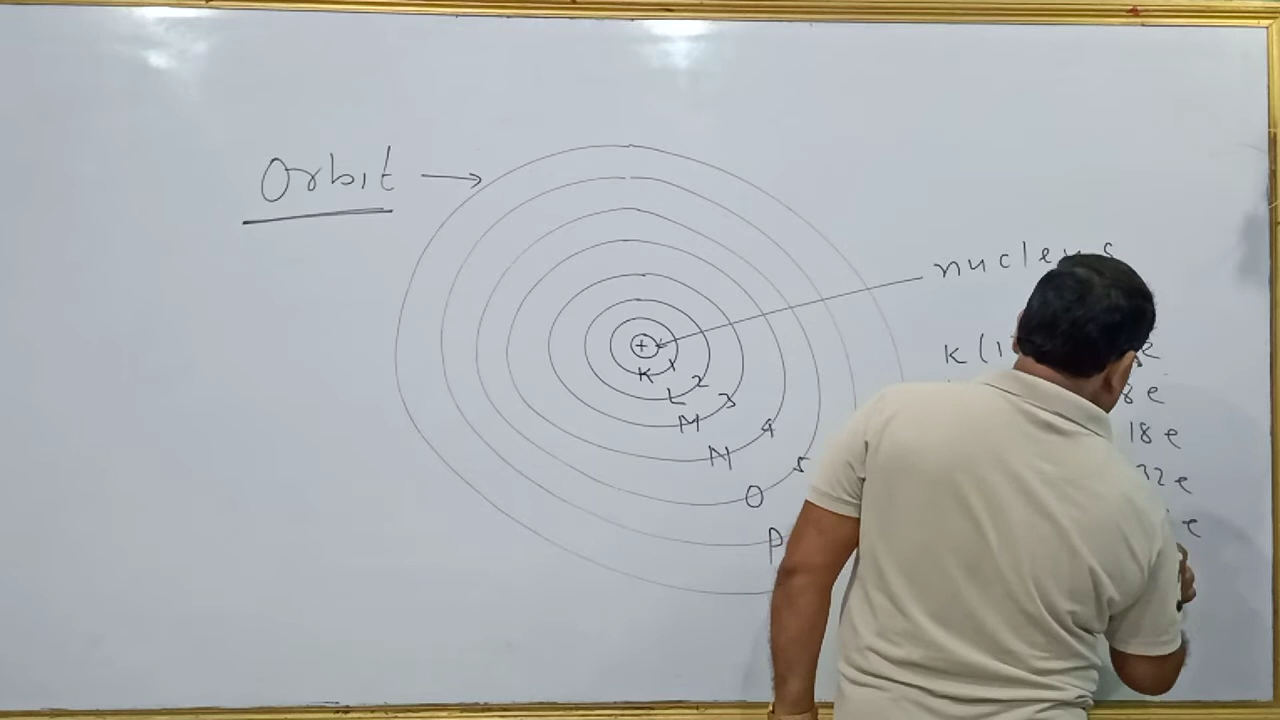 Orbit →
nucleus
+
K 1
L 2
M 3
N 4
O 5
P
K (1
8e
18e
32e
e